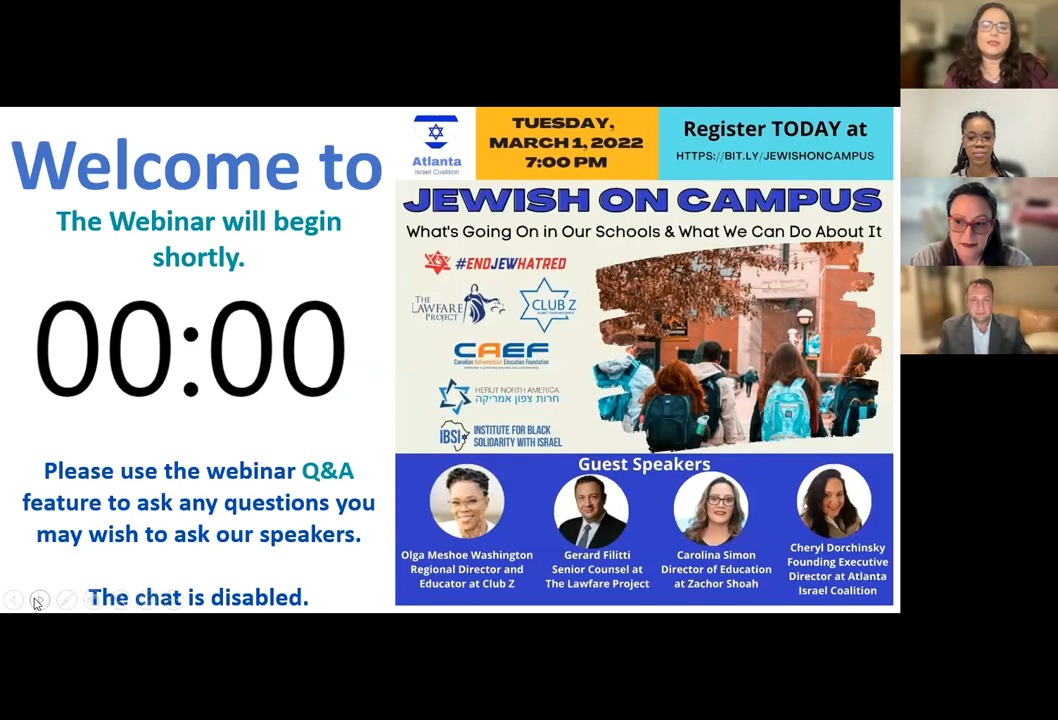 Welcome to
The Webinar will begin
shortly.
00:00
Please use the webinar Q&A
feature to ask any questions you
may wish to ask our speakers.
The chat is disabled.
Atlanta
Israel Coalition
TUESDAY,
MARCH 1, 2022
7:00 PM
Register TODAY at
HTTPS://BIT.LY/JEWISHONCAMPUS
JEWISH ON CAMPUS
What's Going On in Our Schools & What We Can Do About It
#ENDJEWHATRED
THE
LAWFARE
PROJECT
CLUB Z
CAEF
Canadian Antisemitism Education Foundation
HERUT NORTH AMERICA
חרות צפון אמריקה
IBSI
INSTITUTE FOR BLACK
SOLIDARITY WITH ISRAEL
Guest Speakers
Olga Meshoe Washington
Regional Director and
Educator at Club Z
Gerard Filitti
Senior Counsel at
The Lawfare Project
Carolina Simon
Director of Education
at Zachor Shoah
Cheryl Dorchinsky
Founding Executive
Director at Atlanta
Israel Coalition